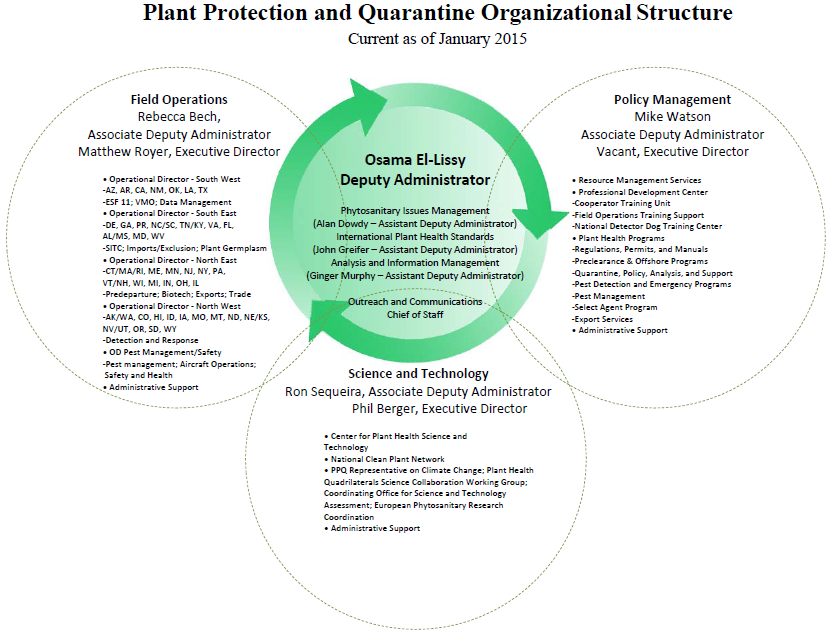 Plant Protection and Quarantine Organizational Structure
Current as of January 2015
Field Operations
Rebecca Bech,
Associate Deputy Administrator
Matthew Royer, Executive Director
• Operational Director - South West
-AZ, AR, CA, NM, OK, LA, TX
-ESF 11; VMO; Data Management
• Operational Director - South East
-DE, GA, PR, NC/SC, TN/KY, VA, FL,
AL/MS, MD, WV
-SITC; Imports/Exclusion; Plant Germplasm
• Operational Director - North East
-CT/MA/RI, ME, MN, NJ, NY, PA,
VT/NH, WI, MI, IN, OH, IL
-Predeparture; Biotech; Exports; Trade
• Operational Director - North West
-AK/WA, CO, HI, ID, IA, MO, MT, ND, NE/KS,
NV/UT, OR, SD, WY
-Detection and Response
• OD Pest Management/Safety
-Pest management; Aircraft Operations;
Safety and Health
• Administrative Support
Osama El-Lissy
Deputy Administrator
Phytosanitary Issues Management
(Alan Dowdy – Assistant Deputy Administrator)
International Plant Health Standards
(John Greifer – Assistant Deputy Administrator)
Analysis and Information Management
(Ginger Murphy – Assistant Deputy Administrator)
Outreach and Communications
Chief of Staff
Policy Management
Mike Watson
Associate Deputy Administrator
Vacant, Executive Director
• Resource Management Services
• Professional Development Center
-Cooperator Training Unit
-Field Operations Training Support
-National Detector Dog Training Center
• Plant Health Programs
-Regulations, Permits, and Manuals
-Preclearance & Offshore Programs
-Quarantine, Policy, Analysis, and Support
-Pest Detection and Emergency Programs
-Pest Management
-Select Agent Program
-Export Services
• Administrative Support
Science and Technology
Ron Sequeira, Associate Deputy Administrator
Phil Berger, Executive Director
• Center for Plant Health Science and
Technology
• National Clean Plant Network
• PPQ Representative on Climate Change; Plant Health
Quadrilaterals Science Collaboration Working Group;
Coordinating Office for Science and Technology
Assessment; European Phytosanitary Research
Coordination
• Administrative Support